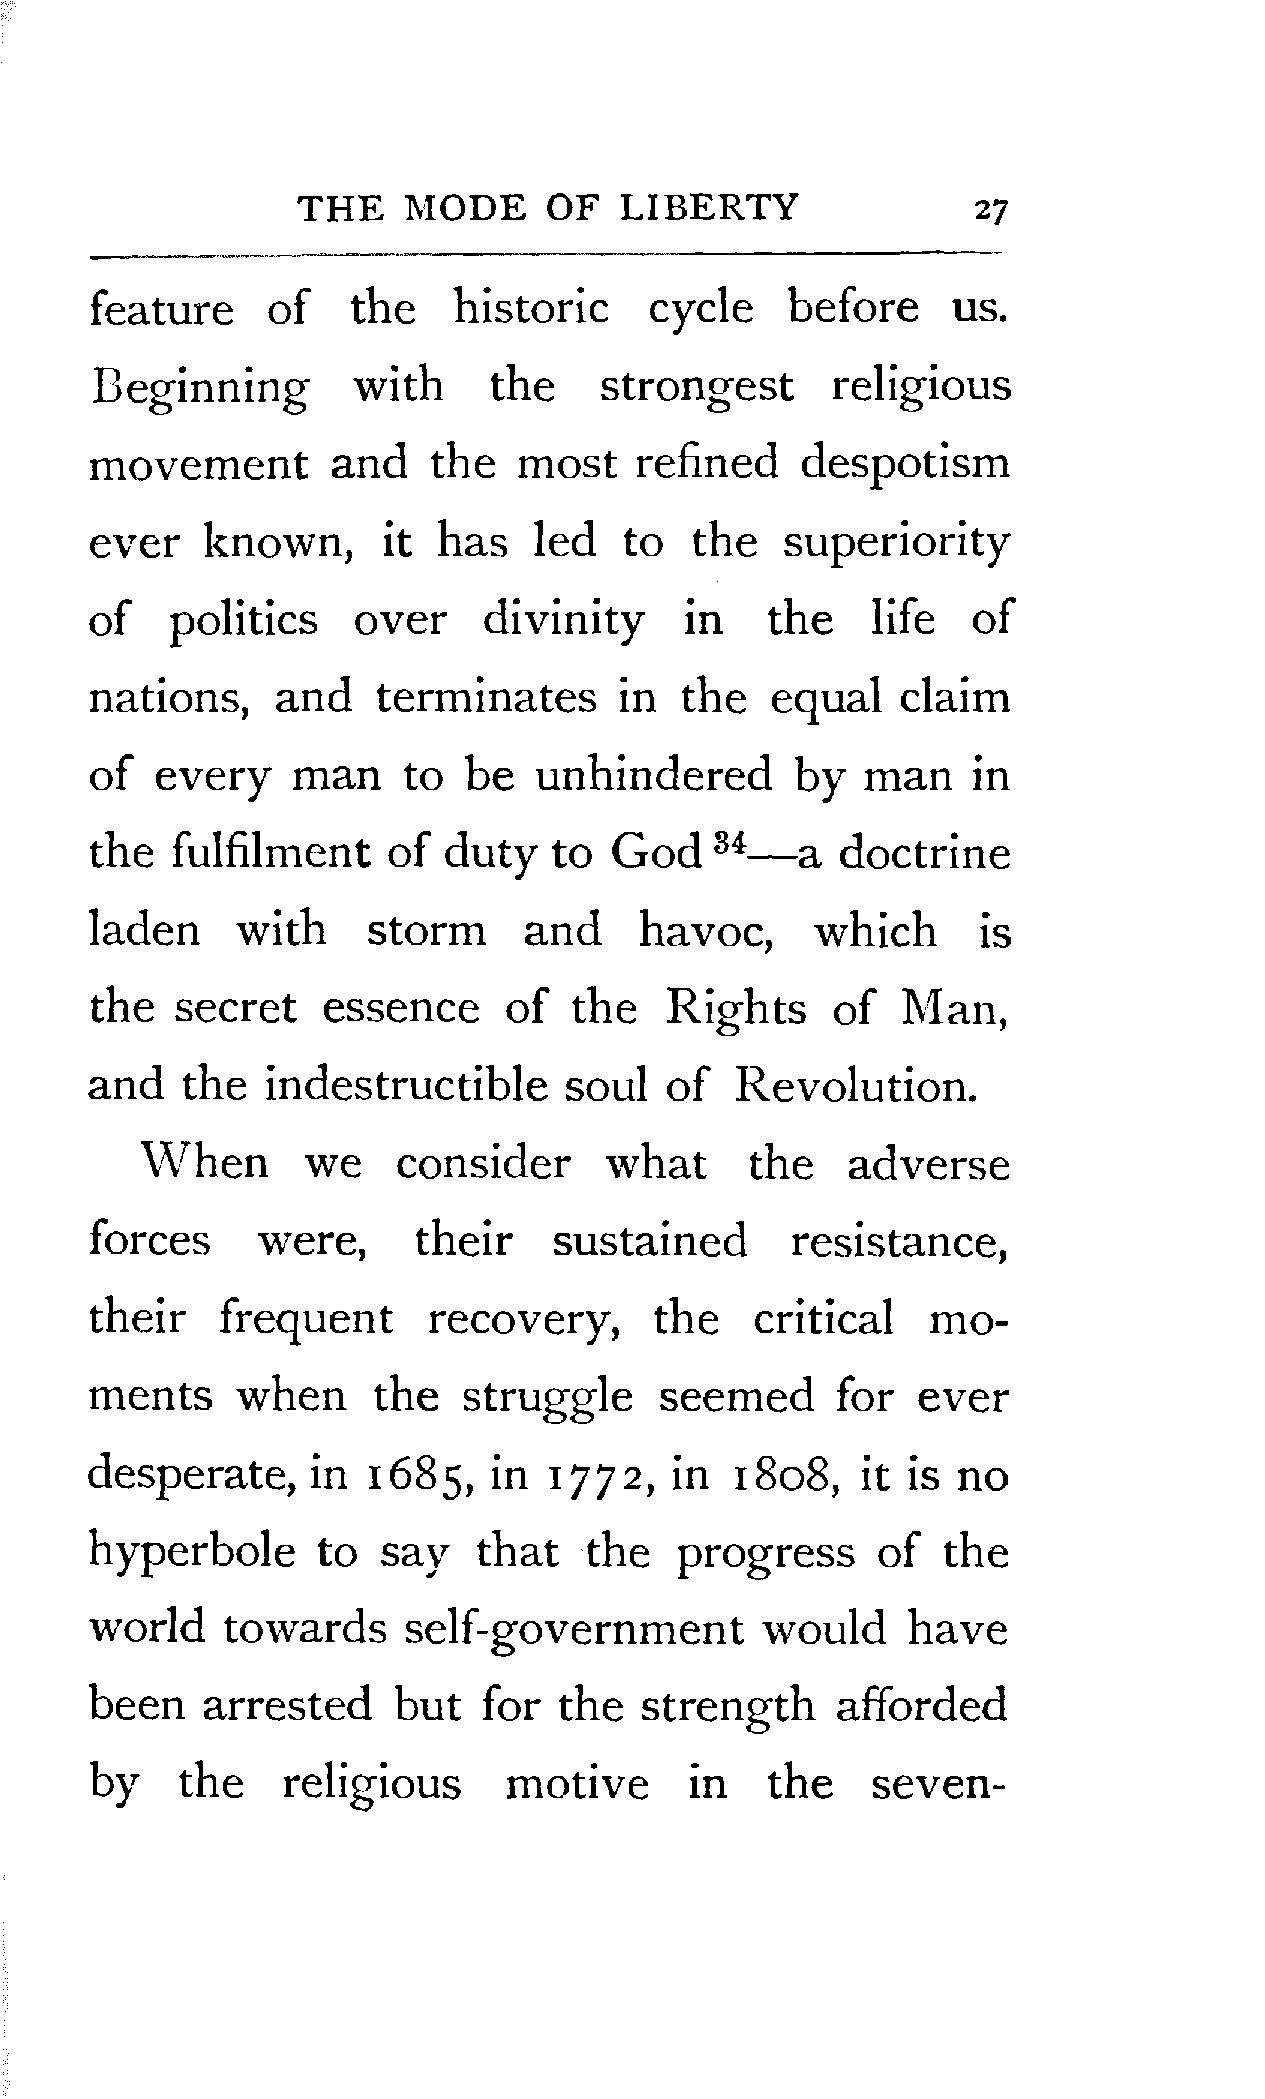 THE MODE OF LIBERTY 27
feature of the historic cycle before us.
Beginning with the strongest religious
movement and the most refined despotism
ever known, it has led to the superiority
of politics over divinity in the life of
nations, and terminates in the equal claim
of every man to be unhindered by man in
the fulfilment of duty to God 34—a doctrine
laden with storm and havoc, which is
the secret essence of the Rights of Man,
and the indestructible soul of Revolution.
When we consider what the adverse
forces were, their sustained resistance,
their frequent recovery, the critical mo-
ments when the struggle seemed for ever
desperate, in 1685, in 1772, in 1808, it is no
hyperbole to say that the progress of the
world towards self-government would have
been arrested but for the strength afforded
by the religious motive in the seven-